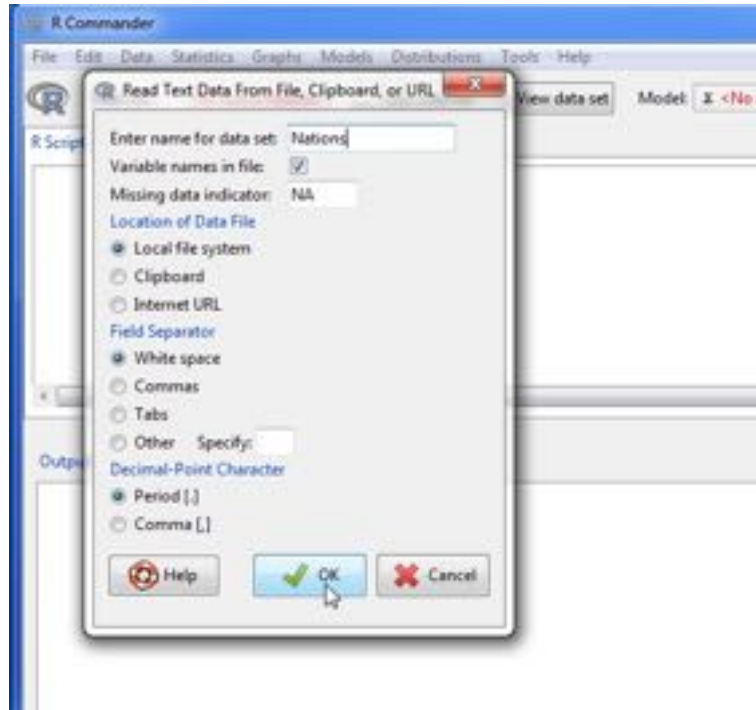 R Commander
File Edit Data Statistics Graphs Models Distributions Tools Help
Read Text Data From File, Clipboard, or URL
View data set Model: Σ <No
R Script
Enter name for data set: Nations
Variable names in file:
Missing data indicator: NA
Location of Data File
Local file system
Clipboard
Internet URL
Field Separator
White space
Commas
Tabs
Other Specify:
Decimal-Point Character
Period [.]
Comma [,]
Help OK Cancel
Outpu